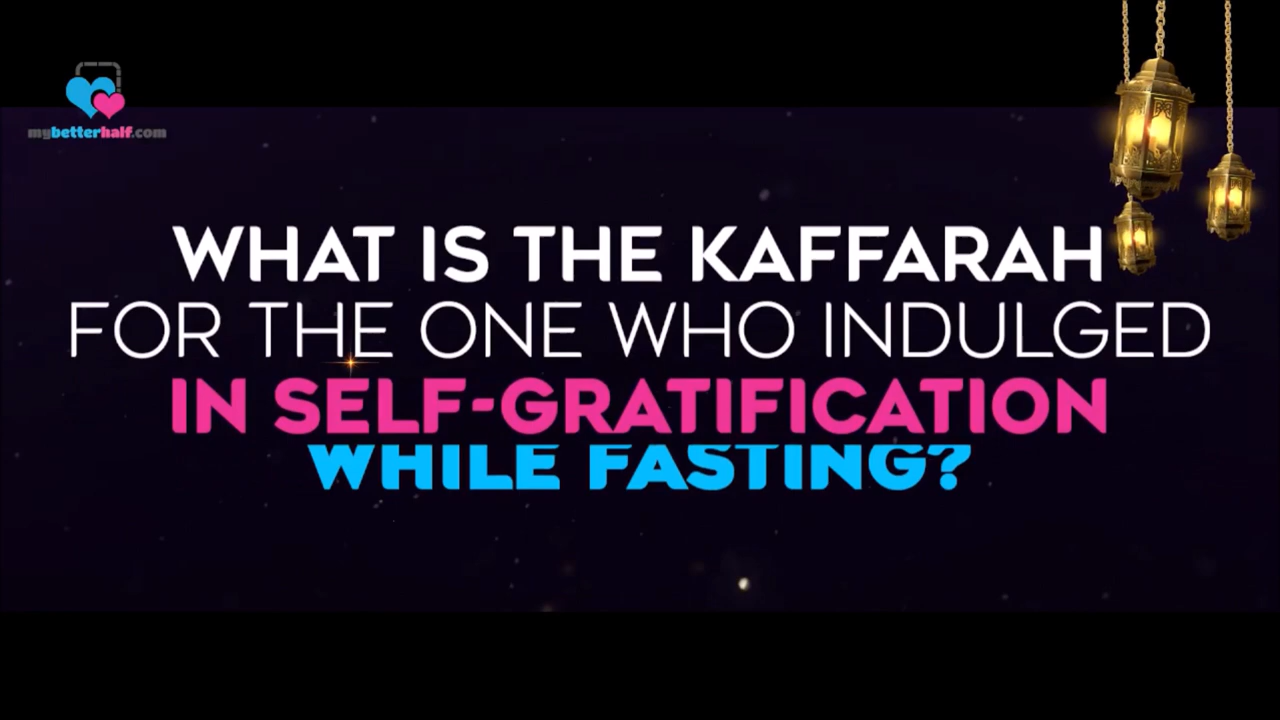 mybetterhalf.com
WHAT IS THE KAFFARAH
FOR THE ONE WHO INDULGED
IN SELF-GRATIFICATION
WHILE FASTING?